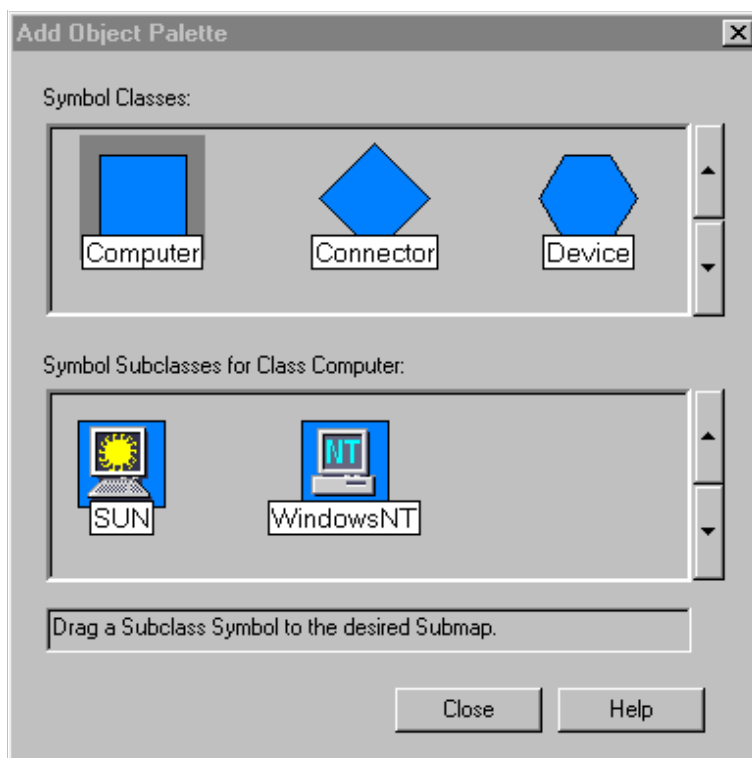 Add Object Palette
Symbol Classes:
Computer Connector Device
Symbol Subclasses for Class Computer:
NT
SUN WindowsNT
Drag a Subclass Symbol to the desired Submap.
Close Help